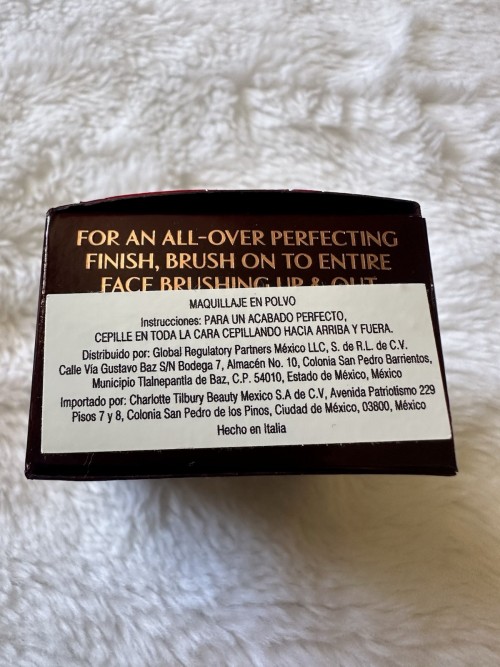 FOR AN ALL-OVER PERFECTING
FINISH, BRUSH ON TO ENTIRE
FACE BRUSHING UP & OUT
MAQUILLAJE EN POLVO
Instrucciones: PARA UN ACABADO PERFECTO,
CEPILLE EN TODA LA CARA CEPILLANDO HACIA ARRIBA Y FUERA.
Distribuido por: Global Regulatory Partners México LLC, S. de R.L. de C.V.
Calle Vía Gustavo Baz S/N Bodega 7, Almacén No. 10, Colonia San Pedro Barrientos,
Municipio Tlalnepantla de Baz, C.P. 54010, Estado de México, México
Importado por: Charlotte Tilbury Beauty Mexico S.A de C.V, Avenida Patriotismo 229
Pisos 7 y 8, Colonia San Pedro de los Pinos, Ciudad de México, 03800, México
Hecho en Italia